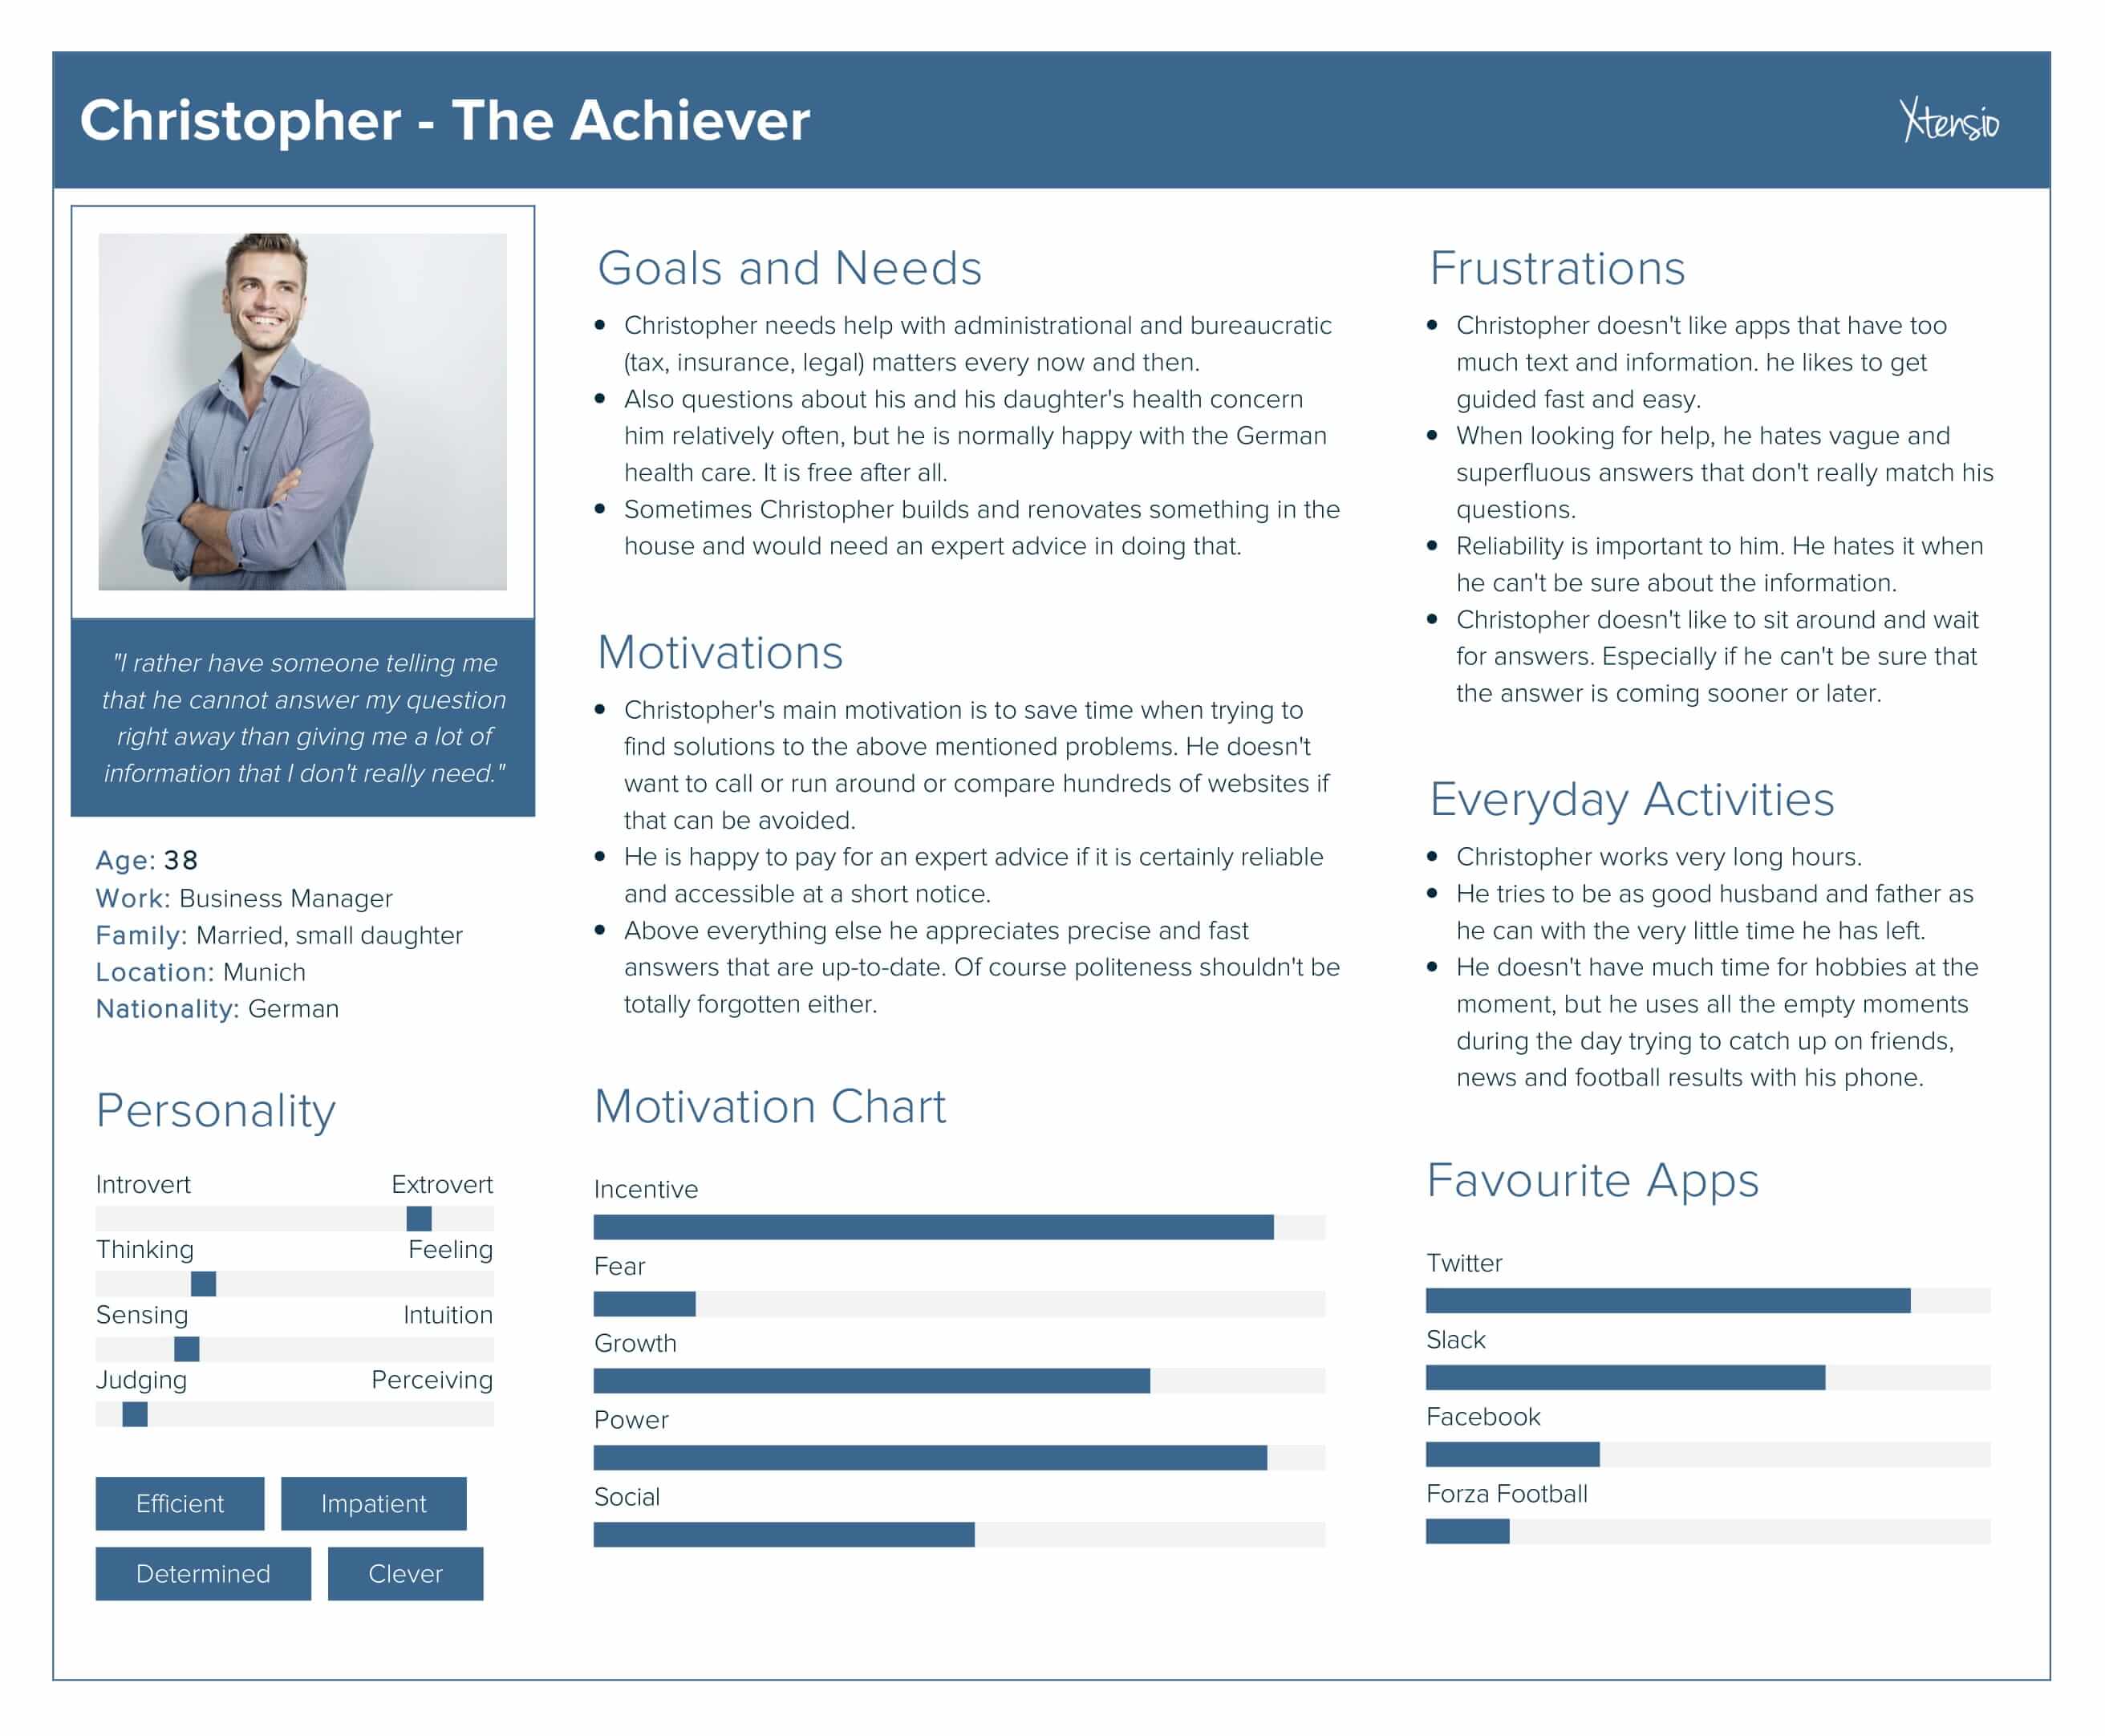 Christopher - The Achiever
Xtensio
"I rather have someone telling me
that he cannot answer my question
right away than giving me a lot of
information that I don't really need."
Age: 38
Work: Business Manager
Family: Married, small daughter
Location: Munich
Nationality: German
Personality
Introvert Extrovert
Thinking Feeling
Sensing Intuition
Judging Perceiving
Efficient Impatient
Determined Clever
Goals and Needs
• Christopher needs help with administrational and bureaucratic
(tax, insurance, legal) matters every now and then.
• Also questions about his and his daughter's health concern
him relatively often, but he is normally happy with the German
health care. It is free after all.
• Sometimes Christopher builds and renovates something in the
house and would need an expert advice in doing that.
Motivations
• Christopher's main motivation is to save time when trying to
find solutions to the above mentioned problems. He doesn't
want to call or run around or compare hundreds of websites if
that can be avoided.
• He is happy to pay for an expert advice if it is certainly reliable
and accessible at a short notice.
• Above everything else he appreciates precise and fast
answers that are up-to-date. Of course politeness shouldn't be
totally forgotten either.
Motivation Chart
Incentive
Fear
Growth
Power
Social
Frustrations
• Christopher doesn't like apps that have too
much text and information. he likes to get
guided fast and easy.
• When looking for help, he hates vague and
superfluous answers that don't really match his
questions.
• Reliability is important to him. He hates it when
he can't be sure about the information.
• Christopher doesn't like to sit around and wait
for answers. Especially if he can't be sure that
the answer is coming sooner or later.
Everyday Activities
• Christopher works very long hours.
• He tries to be as good husband and father as
he can with the very little time he has left.
• He doesn't have much time for hobbies at the
moment, but he uses all the empty moments
during the day trying to catch up on friends,
news and football results with his phone.
Favourite Apps
Twitter
Slack
Facebook
Forza Football